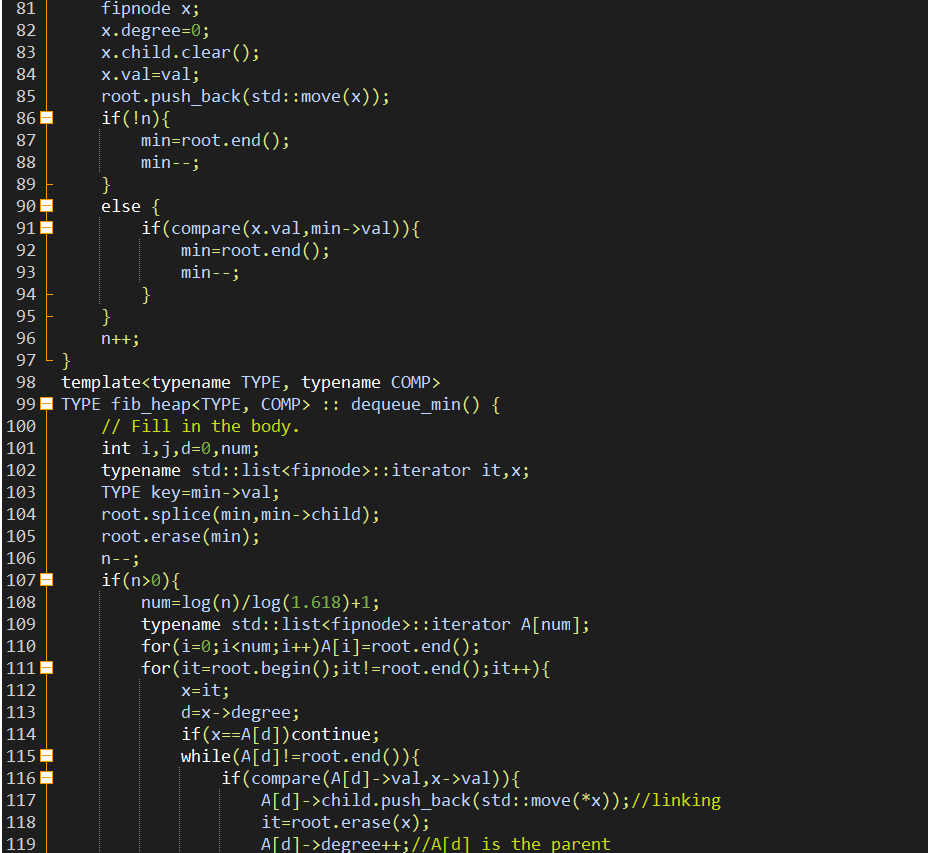 81 fipnode x;
82 x.degree=0;
83 x.child.clear();
84 x.val=val;
85 root.push_back(std::move(x));
86 if(!n){
87 min=root.end();
88 min--;
89 }
90 else {
91 if(compare(x.val,min->val)){
92 min=root.end();
93 min--;
94 }
95 }
96 n++;
97 }
98 template<typename TYPE, typename COMP>
99 TYPE fib_heap<TYPE, COMP> :: dequeue_min() {
100 // Fill in the body.
101 int i,j,d=0,num;
102 typename std::list<fipnode>::iterator it,x;
103 TYPE key=min->val;
104 root.splice(min,min->child);
105 root.erase(min);
106 n--;
107 if(n>0){
108 num=log(n)/log(1.618)+1;
109 typename std::list<fipnode>::iterator A[num];
110 for(i=0;i<num;i++)A[i]=root.end();
111 for(it=root.begin();it!=root.end();it++){
112 x=it;
113 d=x->degree;
114 if(x==A[d])continue;
115 while(A[d]!=root.end()){
116 if(compare(A[d]->val,x->val)){
117 A[d]->child.push_back(std::move(*x));//linking
118 it=root.erase(x);
119 A[d]->degree++;//A[d] is the parent